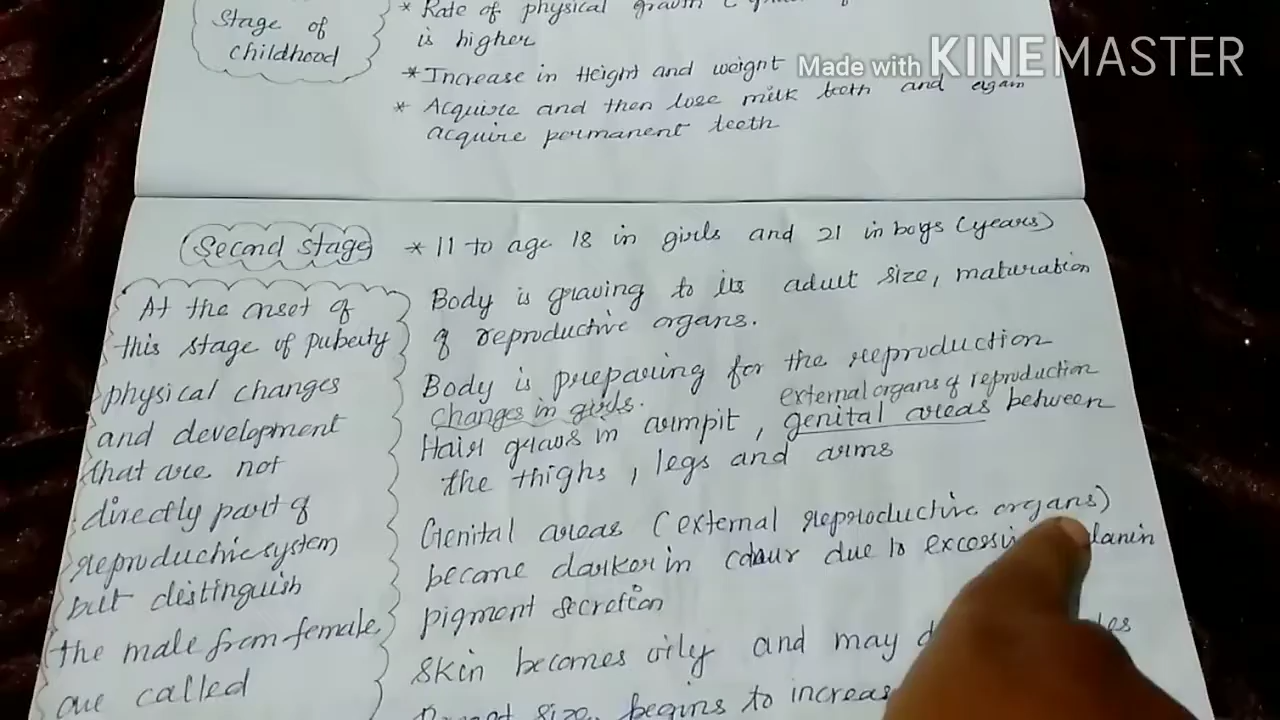 Stage of
childhood
* Rate of physical growth
is higher
* Increase in Height and weignt
* Acquire and then lose milk teeth and again
acquire permanent teeth
Made with KINEMASTER
Second stage
* 11 to age 18 in girls and 21 in boys (years)
At the onset of
this stage of puberty
physical changes
and development
that are not
directly part of
reproductive system
but distinguish
the male from female,
are called
Body is growing to its adult size, maturation
of reproductive organs.
Body is preparing for the reproduction
changes in girls.
external organs of reproduction
Hair grows in armpit, genital areas between
the thighs, legs and arms
Genital areas (external reproductive organs)
become darker in colour due to
pigment secretion
Skin becomes oily and may
size begins to